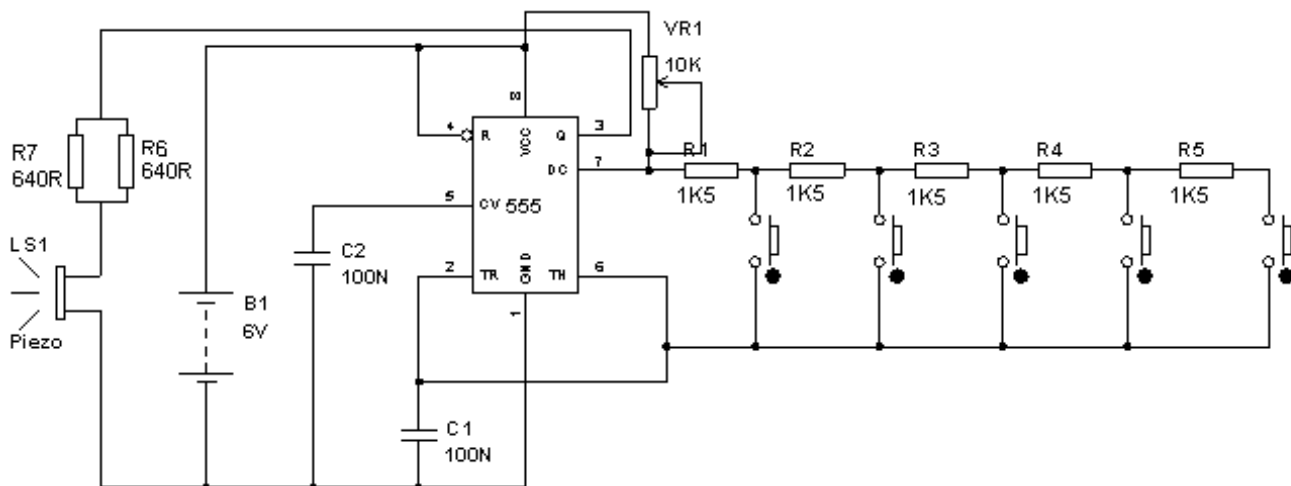 VR1
10K
8
4
R
VCC
Q
3
R7
640R
R6
640R
DC
7
R1
1K5
R2
1K5
R3
1K5
R4
1K5
R5
1K5
5
CV
555
LS1
Piezo
C2
100N
2
TR
GND
TH
6
B1
6V
1
C1
100N